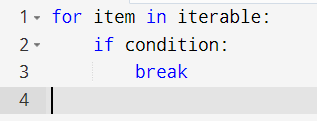 1 for item in iterable:
2     if condition:
3         break
4